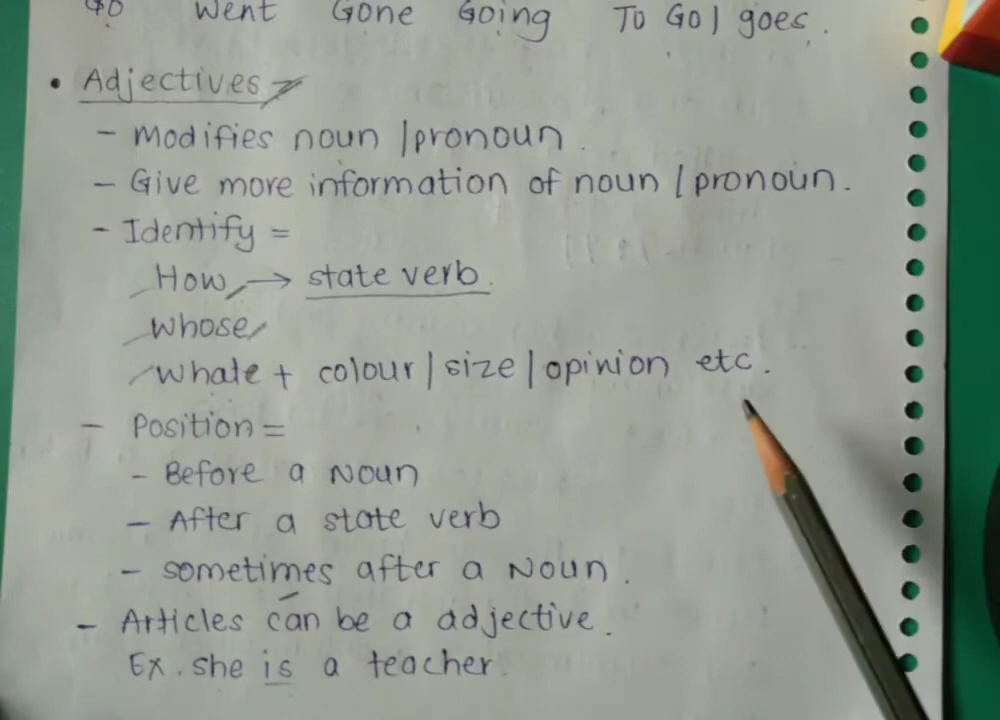 Go Went Gone Going To Go/goes.
• Adjectives
- Modifies noun/pronoun.
- Give more information of noun/pronoun.
- Identify =
How → state verb.
Whose
Whate + colour/size/opinion etc.
- Position =
- Before a Noun
- After a state verb
- sometimes after a Noun.
- Articles can be a adjective.
Ex. she is a teacher.